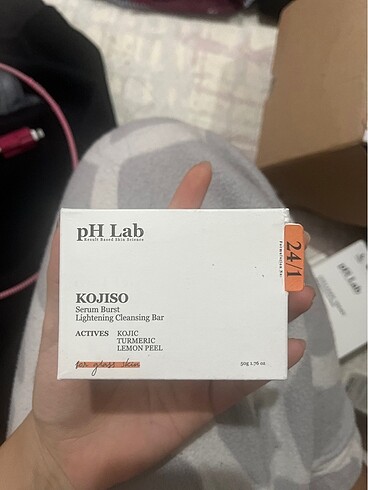 pH Lab
Result Based Skin Science
KOJISO
Serum Burst
Lightening Cleansing Bar
ACTIVES KOJIC
TURMERIC
LEMON PEEL
for glass skin
50g 1.76 oz
24/1
pH Lab